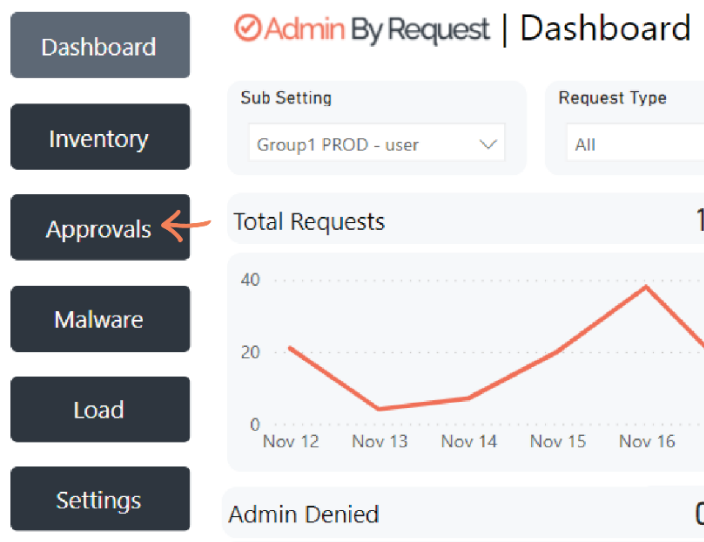 Dashboard
Inventory
Approvals
Malware
Load
Settings
Admin By Request | Dashboard
Sub Setting
Group1 PROD - user
Request Type
All
Total Requests
40
20
0
Nov 12 Nov 13 Nov 14 Nov 15 Nov 16
Admin Denied